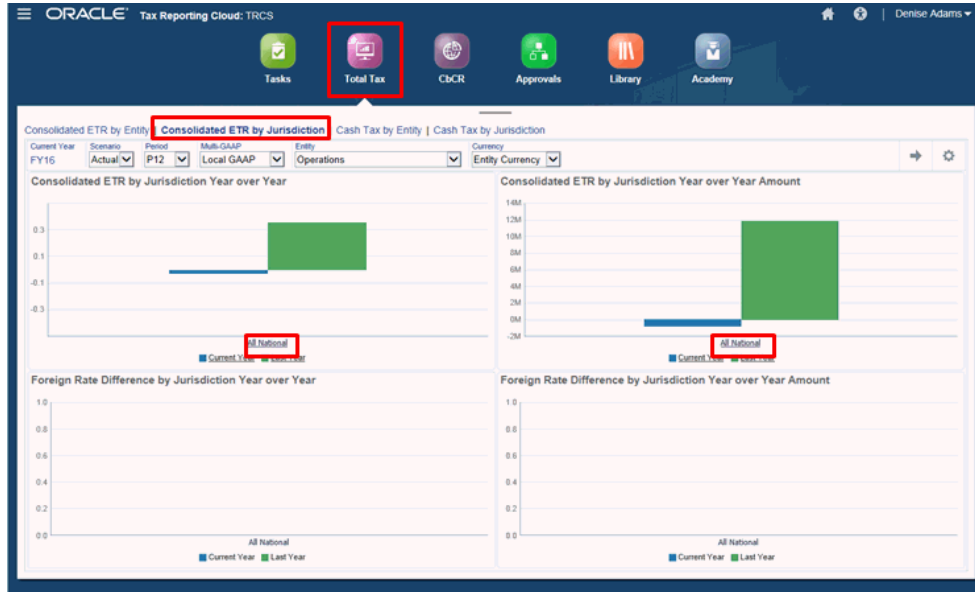 ORACLE Tax Reporting Cloud: TRCS Denise Adams
Tasks Total Tax CbCR Approvals Library Academy
Consolidated ETR by Entity | Consolidated ETR by Jurisdiction | Cash Tax by Entity | Cash Tax by Jurisdiction
Current Year Scenario Period Multi-GAAP Entity Currency
FY16 Actual P12 Local GAAP Operations Entity Currency
Consolidated ETR by Jurisdiction Year over Year
0.3
0.1
-0.1
-0.3
All National
Current Year Last Year
Consolidated ETR by Jurisdiction Year over Year Amount
14M
12M
10M
8M
6M
4M
2M
0M
-2M
All National
Current Year Last Year
Foreign Rate Difference by Jurisdiction Year over Year
1.0
0.8
0.6
0.4
0.2
0.0
All National
Current Year Last Year
Foreign Rate Difference by Jurisdiction Year over Year Amount
1.0
0.8
0.6
0.4
0.2
0.0
All National
Current Year Last Year